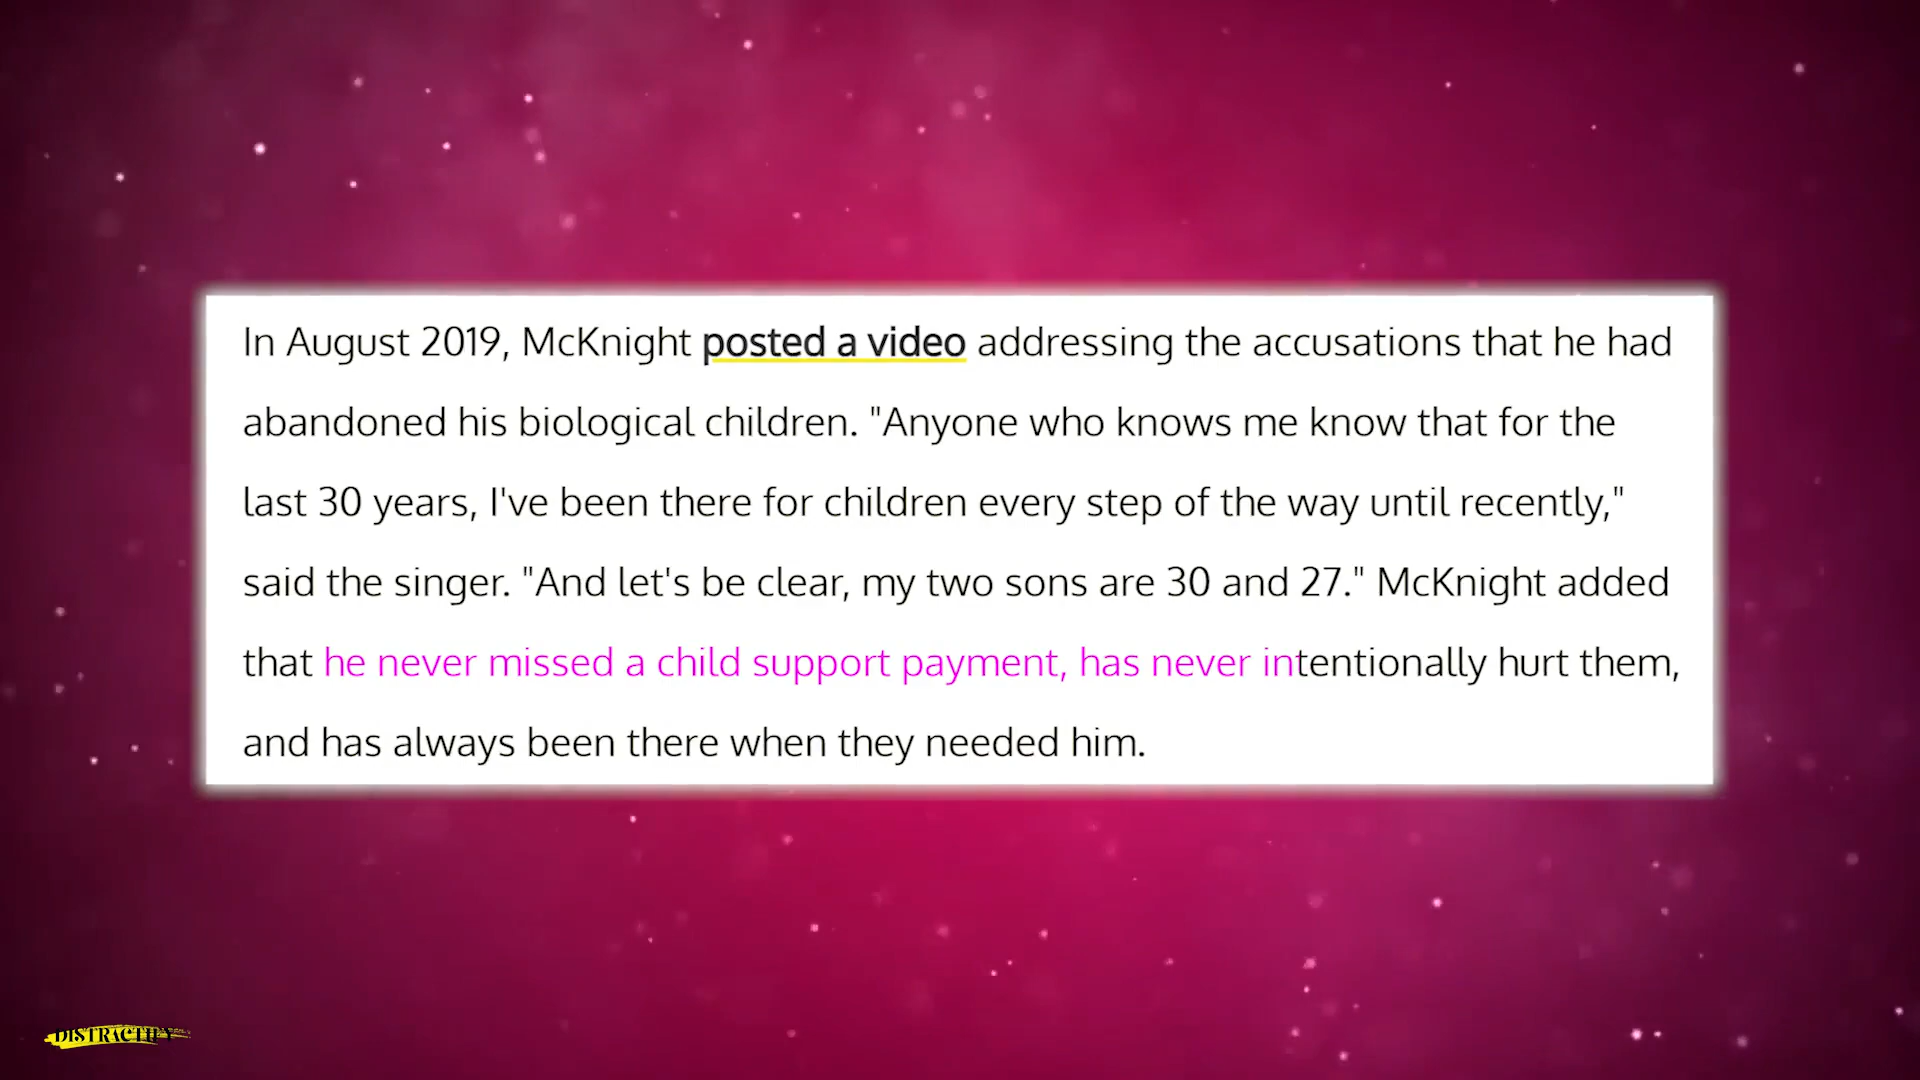 In August 2019, McKnight posted a video addressing the accusations that he had
abandoned his biological children. "Anyone who knows me know that for the
last 30 years, I've been there for children every step of the way until recently,"
said the singer. "And let's be clear, my two sons are 30 and 27." McKnight added
that he never missed a child support payment, has never intentionally hurt them,
and has always been there when they needed him.
DISTRACTIFY